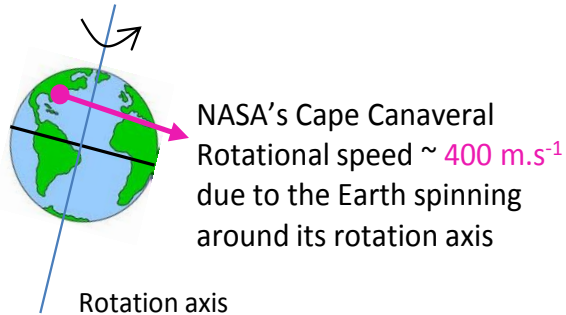 NASA's Cape Canaveral
Rotational speed ~ 400 m.s⁻¹
due to the Earth spinning
around its rotation axis
Rotation axis